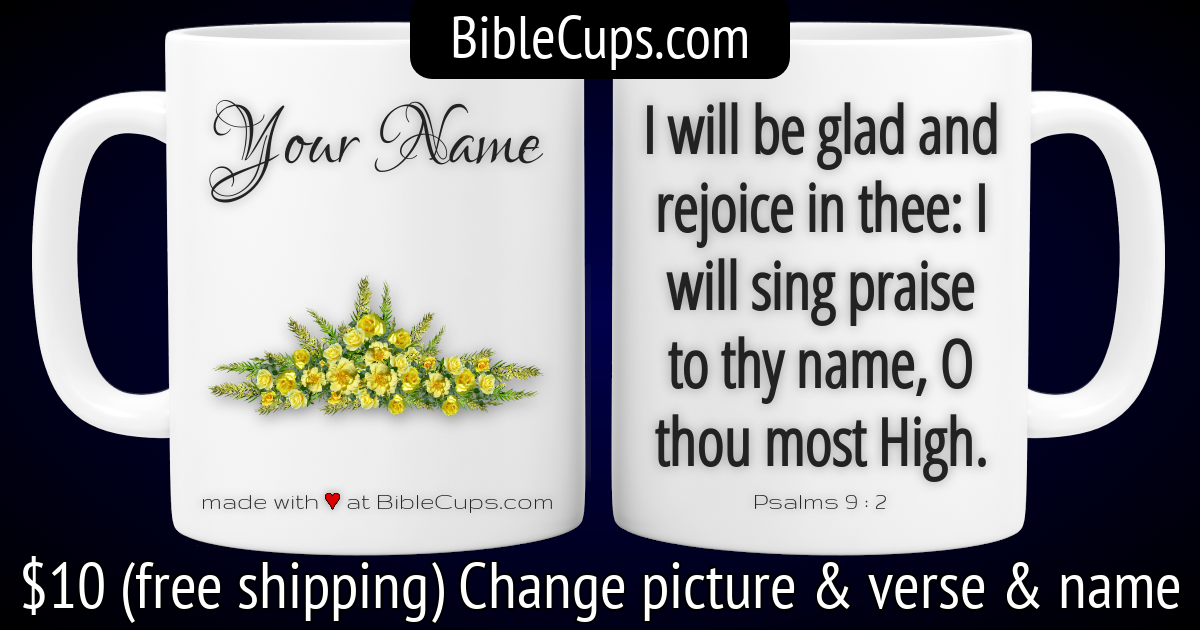 BibleCups.com
Your Name
made with ♥ at BibleCups.com
I will be glad and
rejoice in thee: I
will sing praise
to thy name, O
thou most High.
Psalms 9 : 2
$10 (free shipping) Change picture & verse & name